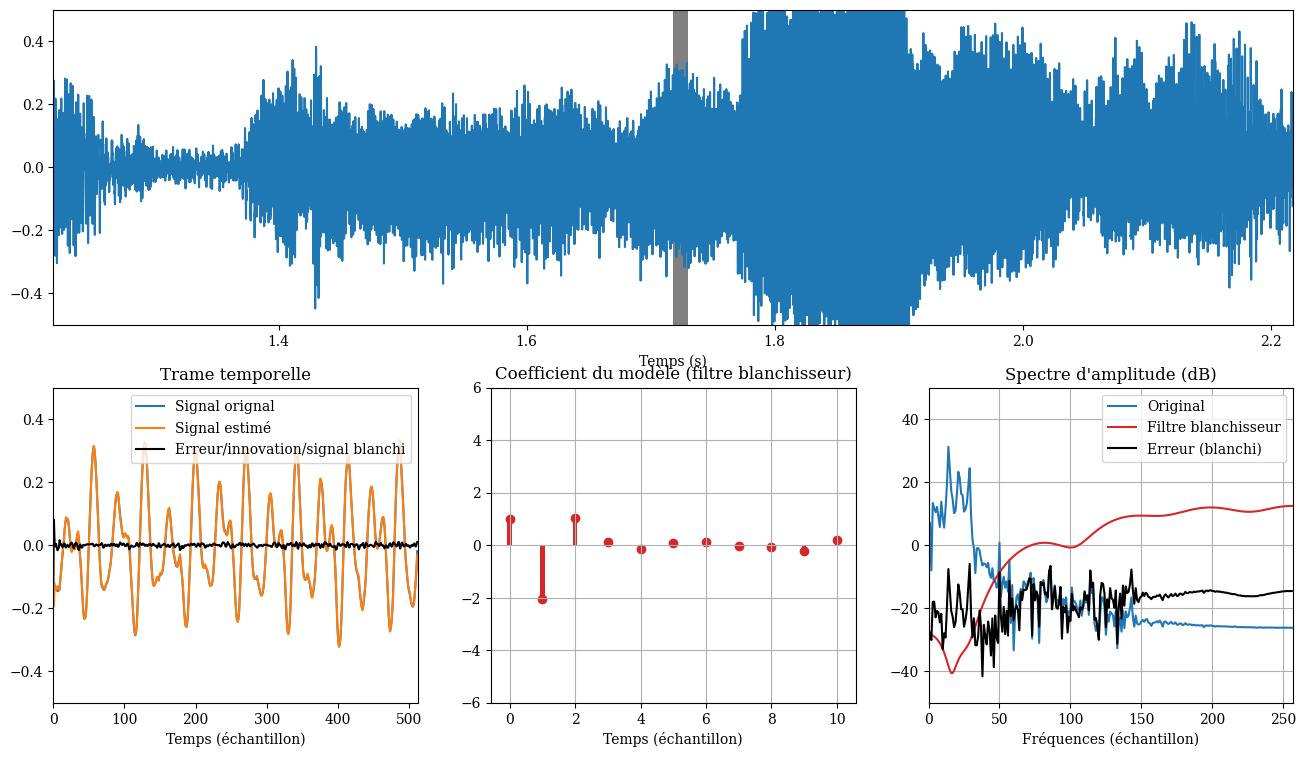 0.4
0.2
0.0
−0.2
−0.4
1.4 1.6 1.8 2.0 2.2
Temps (s)
Trame temporelle
Signal orignal
Signal estimé
Erreur/innovation/signal blanchi
0.4
0.2
0.0
−0.2
−0.4
0 100 200 300 400 500
Temps (échantillon)
Coefficient du modèle (filtre blanchisseur)
6
4
2
0
−2
−4
−6
0 2 4 6 8 10
Temps (échantillon)
Spectre d'amplitude (dB)
Original
Filtre blanchisseur
Erreur (blanchi)
40
20
0
−20
−40
0 50 100 150 200 250
Fréquences (échantillon)